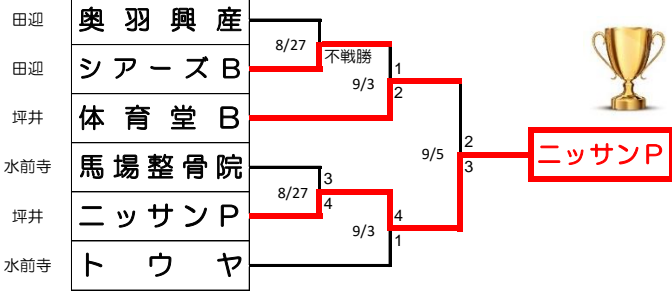 田迎 奥羽興産
8/27
田迎 シアーズB 不戦勝
9/3 1
坪井 体育堂B 2
水前寺 馬場整骨院 3
8/27 4
坪井 ニッサンP 4
9/3 1
水前寺 トウヤ
9/5 2
3
ニッサンP